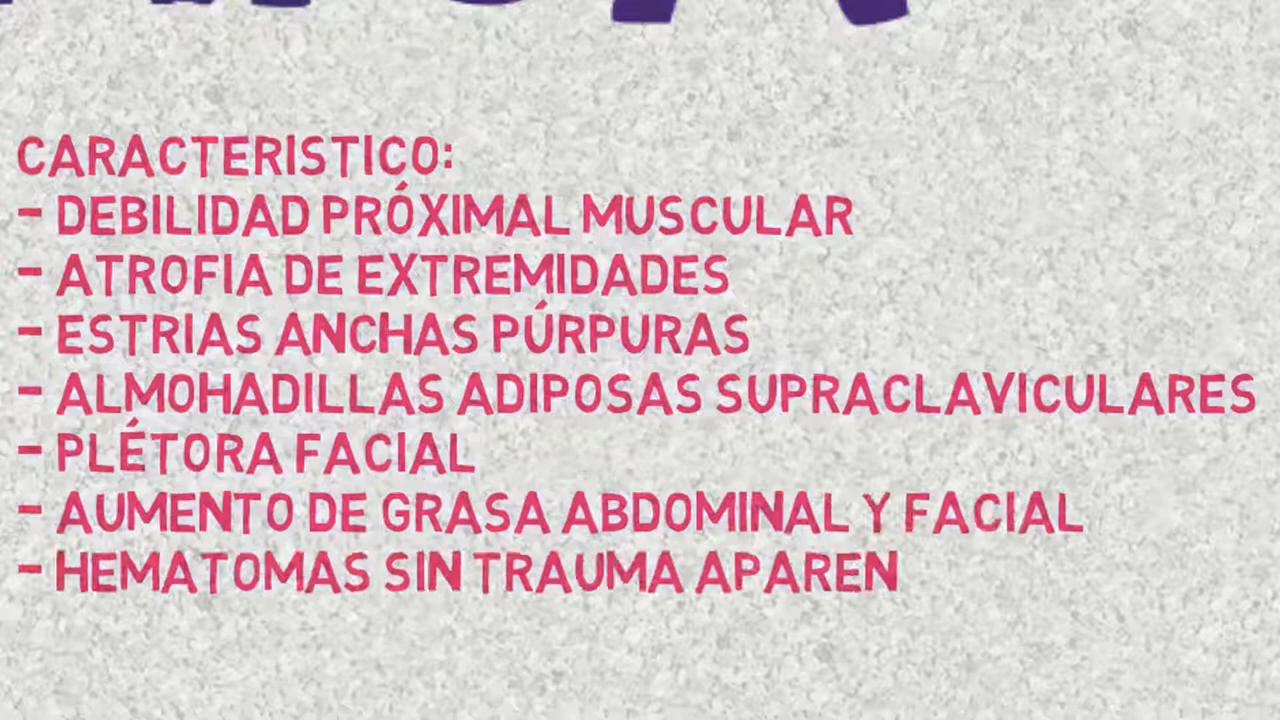 CARACTERISTICO:
- DEBILIDAD PRÓXIMAL MUSCULAR
- ATROFIA DE EXTREMIDADES
- ESTRIAS ANCHAS PÚRPURAS
- ALMOHADILLAS ADIPOSAS SUPRACLAVICULARES
- PLÉTORA FACIAL
- AUMENTO DE GRASA ABDOMINAL Y FACIAL
- HEMATOMAS SIN TRAUMA APAREN